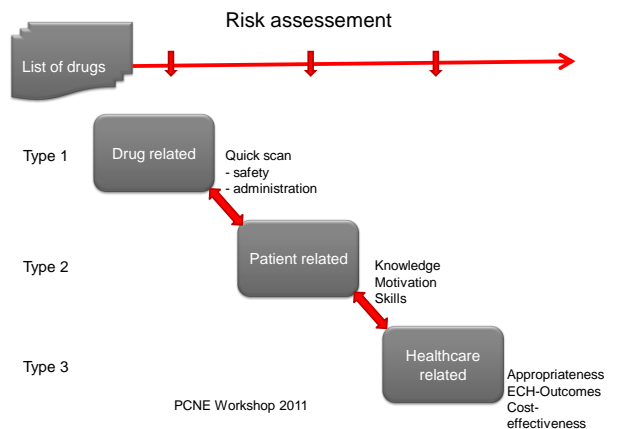 Risk assessement
List of drugs
Type 1
Drug related
Quick scan
- safety
- administration
Type 2
Patient related
Knowledge
Motivation
Skills
Type 3
Healthcare
related
Appropriateness
ECH-Outcomes
Cost-
effectiveness
PCNE Workshop 2011